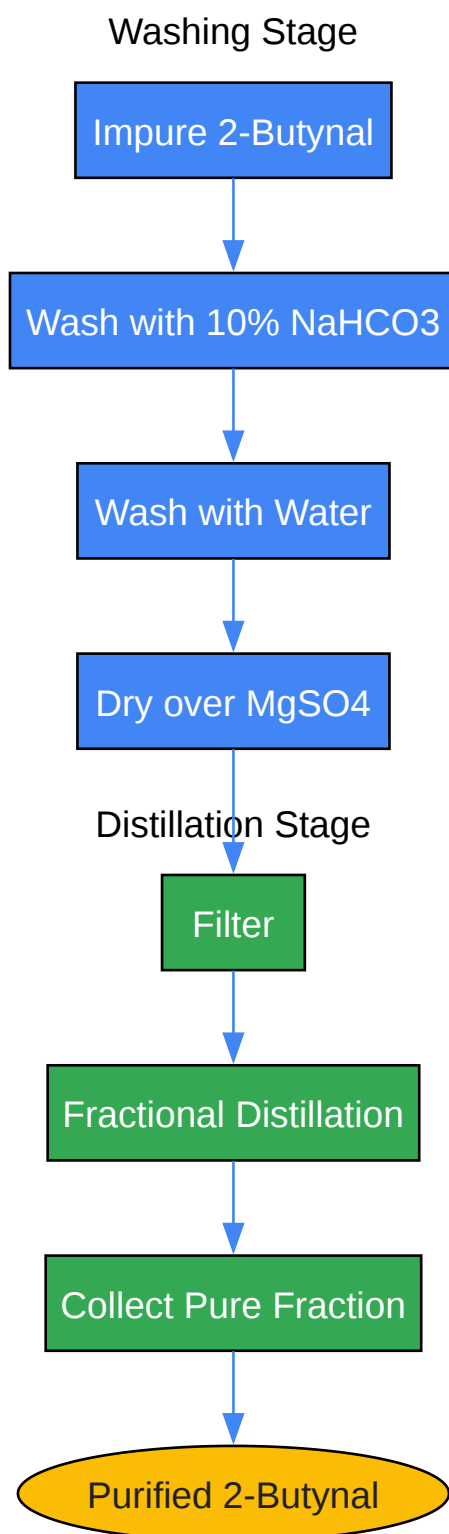 Washing Stage
Impure 2-Butynal
Wash with 10% NaHCO3
Wash with Water
Dry over MgSO4
Distillation Stage
Filter
Fractional Distillation
Collect Pure Fraction
Purified 2-Butynal